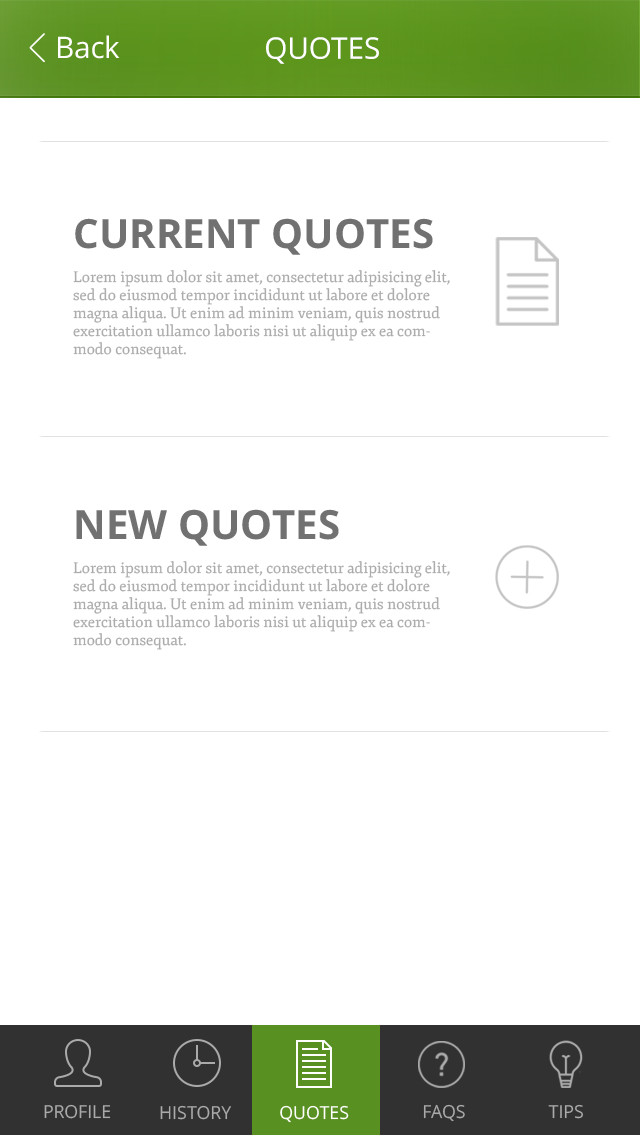 Back
QUOTES
CURRENT QUOTES
Lorem ipsum dolor sit amet, consectetur adipisicing elit,
sed do eiusmod tempor incididunt ut labore et dolore
magna aliqua. Ut enim ad minim veniam, quis nostrud
exercitation ullamco laboris nisi ut aliquip ex ea com-
modo consequat.
NEW QUOTES
Lorem ipsum dolor sit amet, consectetur adipisicing elit,
sed do eiusmod tempor incididunt ut labore et dolore
magna aliqua. Ut enim ad minim veniam, quis nostrud
exercitation ullamco laboris nisi ut aliquip ex ea com-
modo consequat.
?
PROFILE
HISTORY
QUOTES
FAQS
TIPS